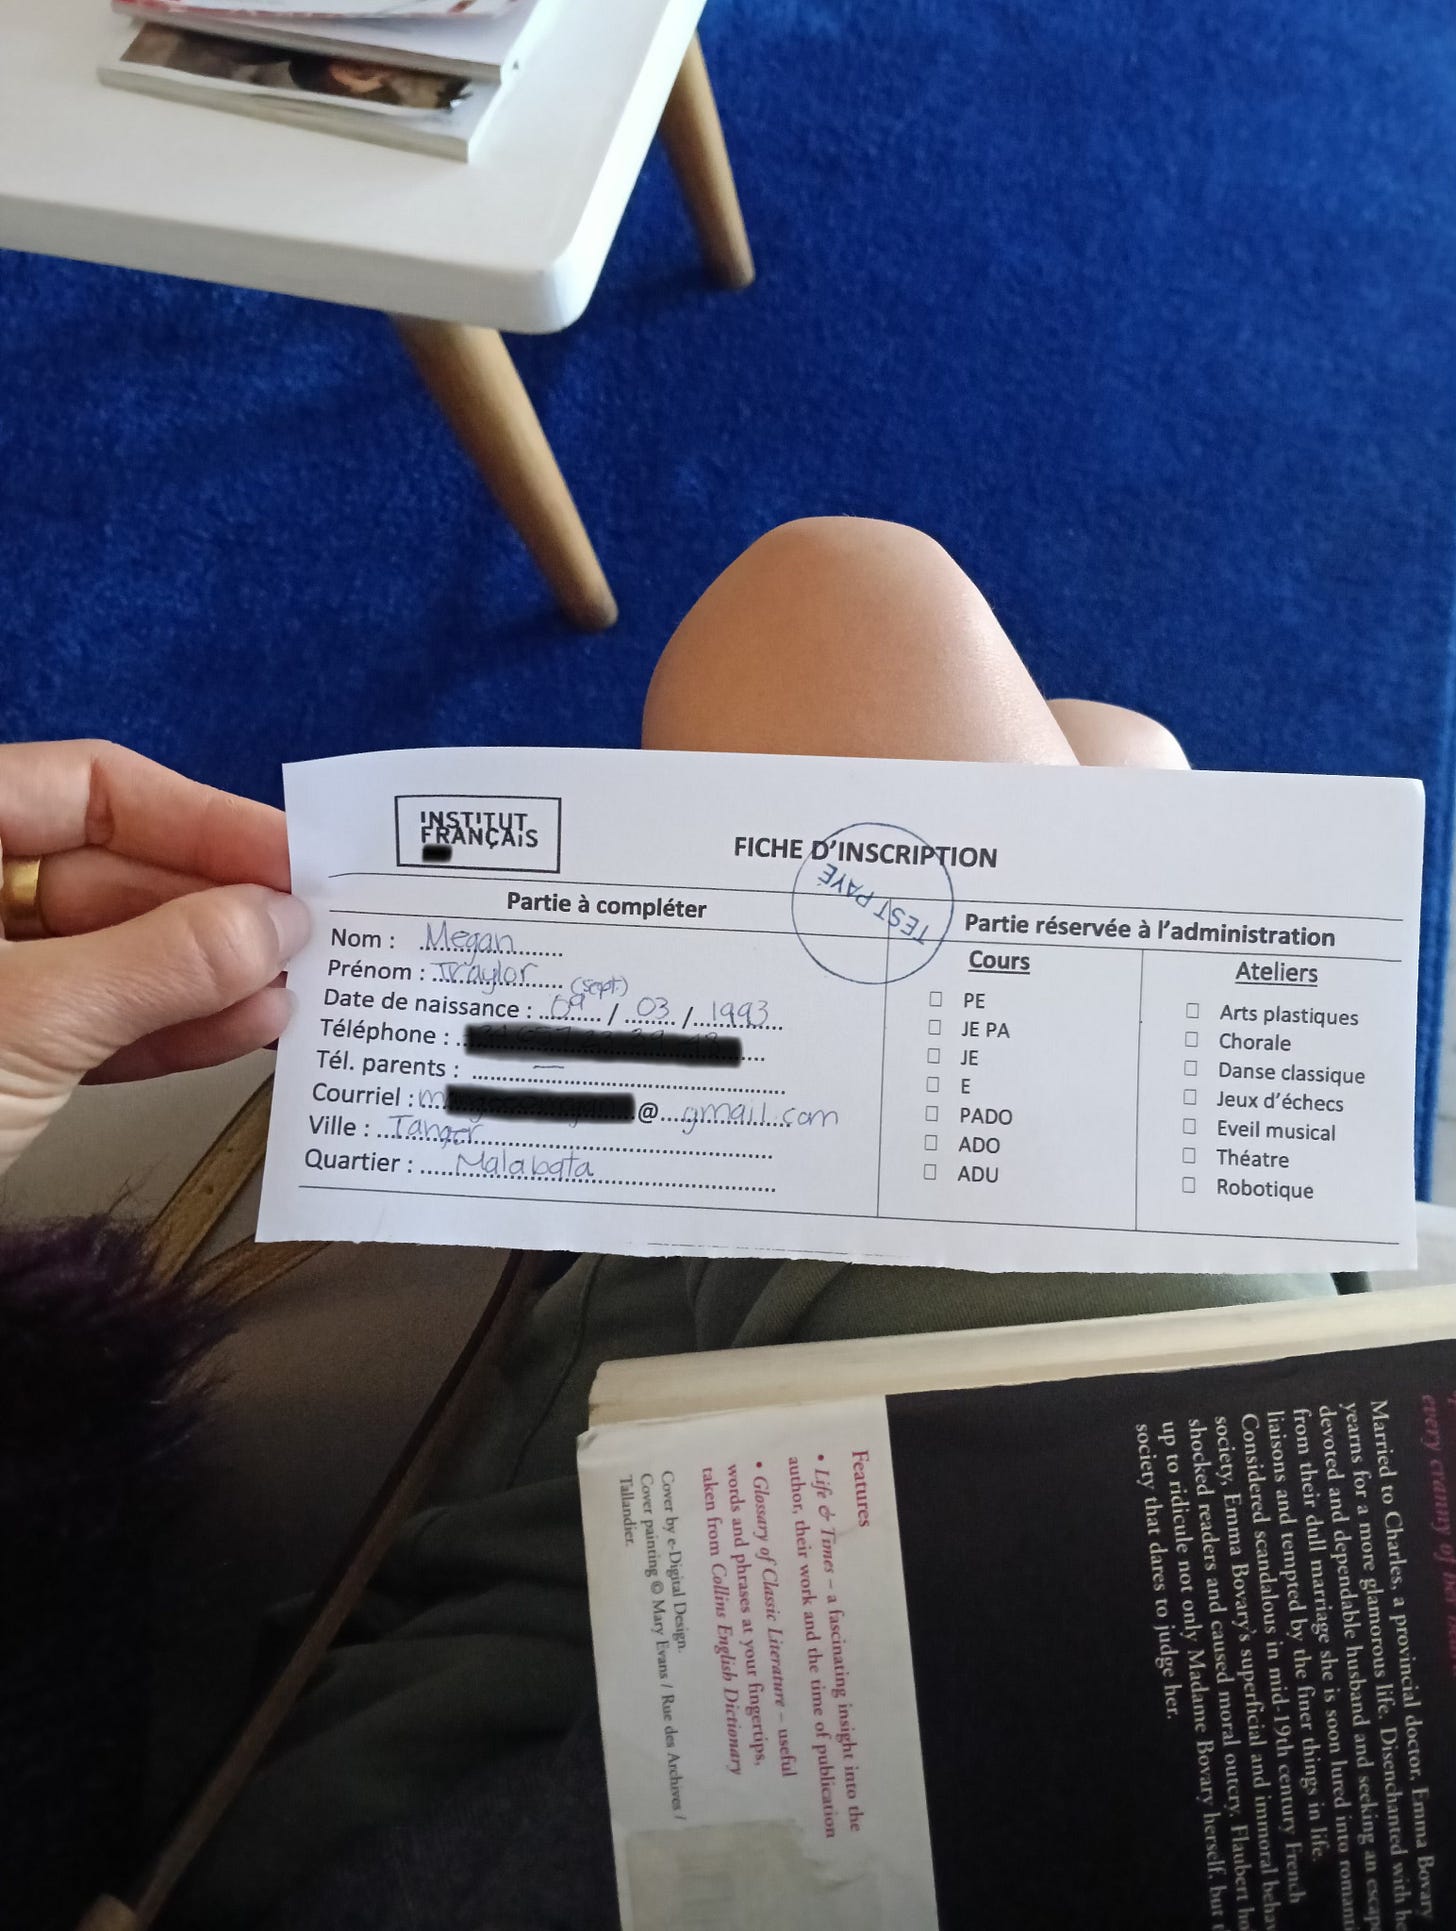 INSTITUT
FRANÇAIS
FICHE D'INSCRIPTION
TEST PAYÉ
Partie à compléter
Nom : Megan
Prénom : Traylor
(sept.)
Date de naissance : 09 / 03 / 1993
Téléphone :
Tél. parents : —
Courriel : @ gmail.com
Ville : Tanger
Quartier : Malabata
Partie réservée à l'administration
Cours
PE
JE PA
JE
E
PADO
ADO
ADU
Ateliers
Arts plastiques
Chorale
Danse classique
Jeux d'échecs
Eveil musical
Théatre
Robotique
every cranny of
Married to Charles, a provincial doctor, Emma Bovary
yearns for a more glamorous life. Disenchanted with
devoted and dependable husband and seeking an
from their dull marriage she is soon lured into
liaisons and tempted by the finer things in life.
Considered scandalous in mid-19th century French
society, Emma Bovary's superficial and immoral
shocked readers and caused moral outcry. Flaubert
up to ridicule not only Madame Bovary herself, but
society that dares to judge her.
Features
• Life & Times – a fascinating insight into the
author, their work and the time of publication
• Glossary of Classic Literature – useful
words and phrases at your fingertips,
taken from Collins English Dictionary
Cover by e-Digital Design.
Cover painting © Mary Evans / Rue des Archives /
Tallandier.